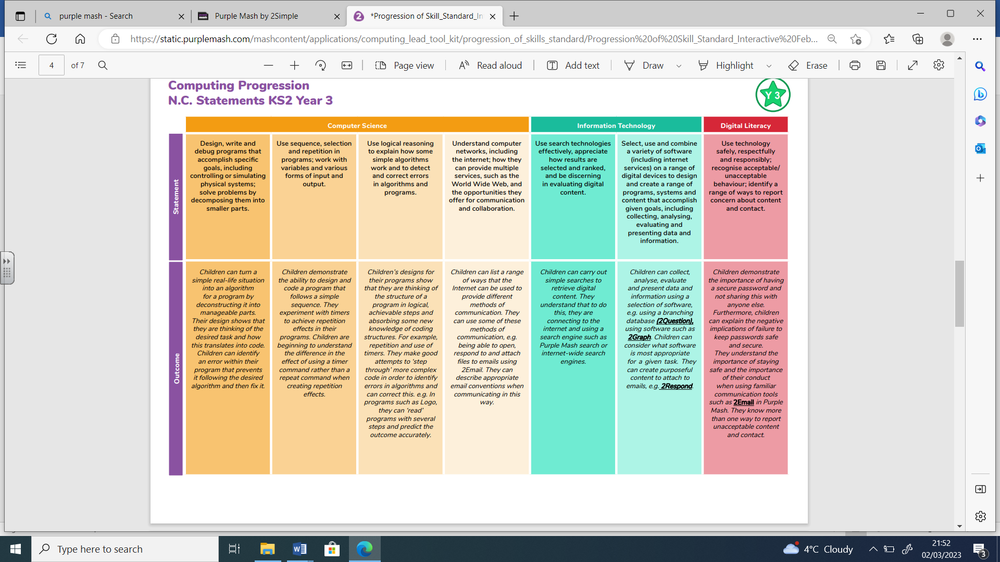 purple mash - Search
Purple Mash by 2Simple
*Progression of Skill_Standard_In
https://static.purplemash.com/mashcontent/applications/computing_lead_tool_kit/progression_of_skills_standard/Progression%20of%20Skill_Standard_Interactive%20Feb...
4 of 7
Page view
Read aloud
Add text
Draw
Highlight
Erase
Computing Progression
N.C. Statements KS2 Year 3
Y 3
Computer Science
Information Technology
Digital Literacy
Statement
Design, write and
debug programs that
accomplish specific
goals, including
controlling or simulating
physical systems;
solve problems by
decomposing them into
smaller parts.
Use sequence, selection
and repetition in
programs; work with
variables and various
forms of input and
output.
Use logical reasoning
to explain how some
simple algorithms
work and to detect
and correct errors
in algorithms and
programs.
Understand computer
networks, including
the internet; how they
can provide multiple
services, such as the
World Wide Web, and
the opportunities they
offer for communication
and collaboration.
Use search technologies
effectively, appreciate
how results are
selected and ranked,
and be discerning
in evaluating digital
content.
Select, use and combine
a variety of software
(including internet
services) on a range of
digital devices to design
and create a range of
programs, systems and
content that accomplish
given goals, including
collecting, analysing,
evaluating and
presenting data and
information.
Use technology
safely, respectfully
and responsibly;
recognise acceptable/
unacceptable
behaviour; identify a
range of ways to report
concern about content
and contact.
Outcome
Children can turn a
simple real-life situation
into an algorithm
for a program by
deconstructing it into
manageable parts.
Their design shows that
they are thinking of the
desired task and how
this translates into code.
Children can identify
an error within their
program that prevents
it following the desired
algorithm and then fix it.
Children demonstrate
the ability to design and
code a program that
follows a simple
sequence. They
experiment with timers
to achieve repetition
effects in their
programs. Children are
beginning to understand
the difference in the
effect of using a timer
command rather than a
repeat command when
creating repetition
effects.
Children's designs for
their programs show
that they are thinking of
the structure of a
program in logical,
achievable steps and
absorbing some new
knowledge of coding
structures. For example,
repetition and use of
timers. They make good
attempts to 'step
through' more complex
code in order to identify
errors in algorithms and
can correct this. e.g. In
programs such as Logo,
they can 'read'
programs with several
steps and predict the
outcome accurately.
Children can list a range
of ways that the
Internet can be used to
provide different
methods of
communication. They
can use some of these
methods of
communication, e.g.
being able to open,
respond to and attach
files to emails using
2Email. They can
describe appropriate
email conventions when
communicating in this
way.
Children can carry out
simple searches to
retrieve digital
content. They
understand that to do
this, they are
connecting to the
internet and using a
search engine such as
Purple Mash search or
internet-wide search
engines.
Children can collect,
analyse, evaluate
and present data and
information using a
selection of software,
e.g. using a branching
database (2Question),
using software such as
2Graph. Children can
consider what software
is most appropriate
for a given task. They
can create purposeful
content to attach to
emails, e.g. 2Respond.
Children demonstrate
the importance of having
a secure password and
not sharing this with
anyone else.
Furthermore, children
can explain the negative
implications of failure to
keep passwords safe
and secure.
They understand the
importance of staying
safe and the importance
of their conduct
when using familiar
communication tools
such as 2Email in Purple
Mash. They know more
than one way to report
unacceptable content
and contact.
Type here to search
4°C Cloudy
21:52
02/03/2023
3